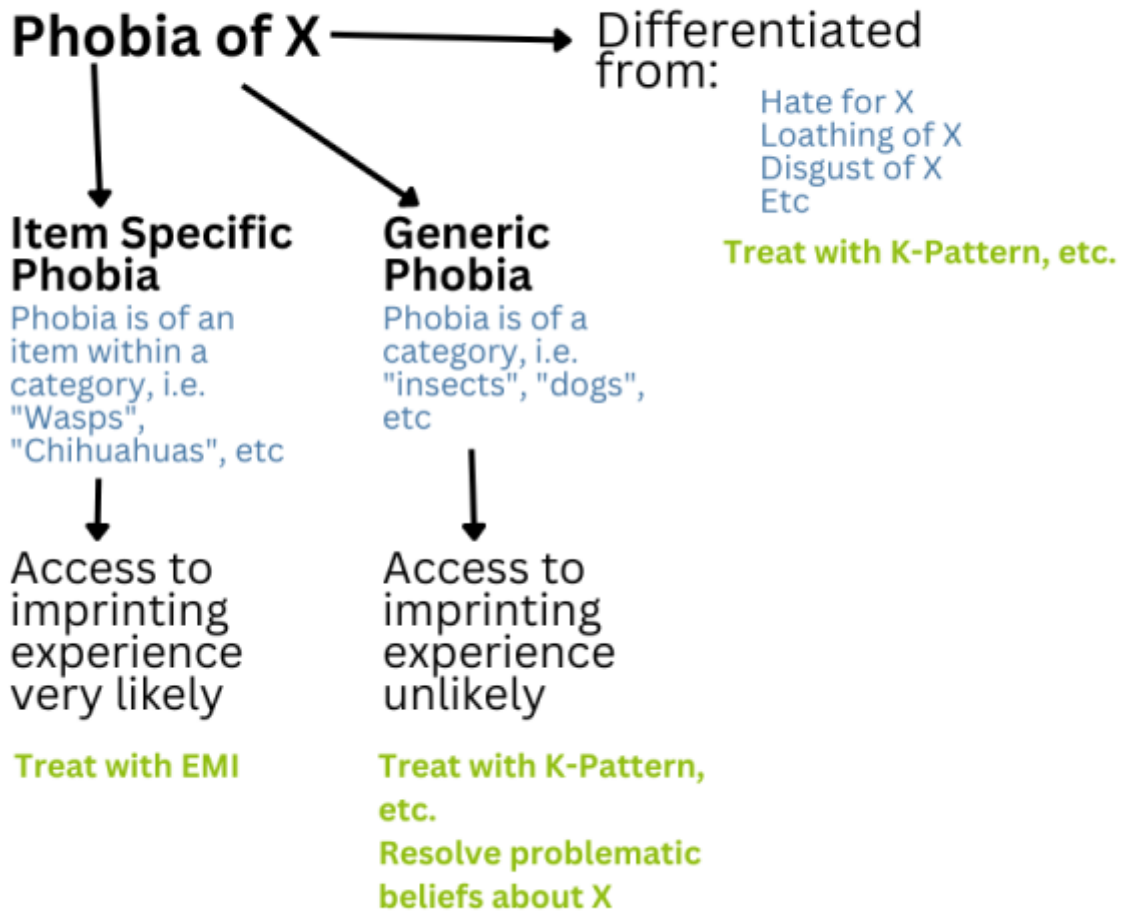 Phobia of X
Differentiated
from:
Hate for X
Loathing of X
Disgust of X
Etc
Treat with K-Pattern, etc.
Item Specific
Phobia
Phobia is of an
item within a
category, i.e.
"Wasps",
"Chihuahuas", etc
Access to
imprinting
experience
very likely
Treat with EMI
Generic
Phobia
Phobia is of a
category, i.e.
"insects", "dogs",
etc
Access to
imprinting
experience
unlikely
Treat with K-Pattern,
etc.
Resolve problematic
beliefs about X